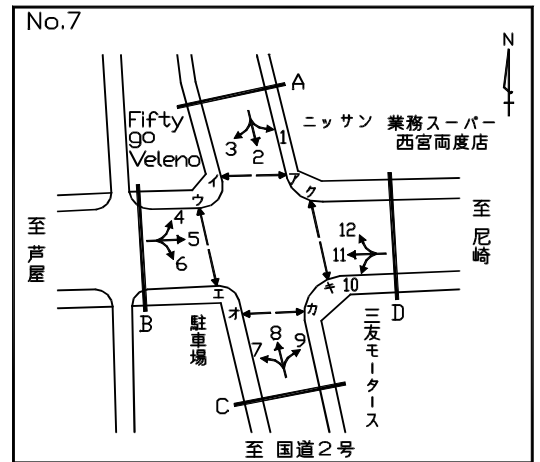 No.7
N
A
Fifty
go
Veleno
ニッサン
業務スーパー
西宮両度店
1
2
3
イ
ア
ウ
ク
至 芦屋
4
5
6
12
11
10
至 尼崎
エ
オ
キ
カ
B
D
駐車場
7
8
9
三友モータース
C
至 国道2号